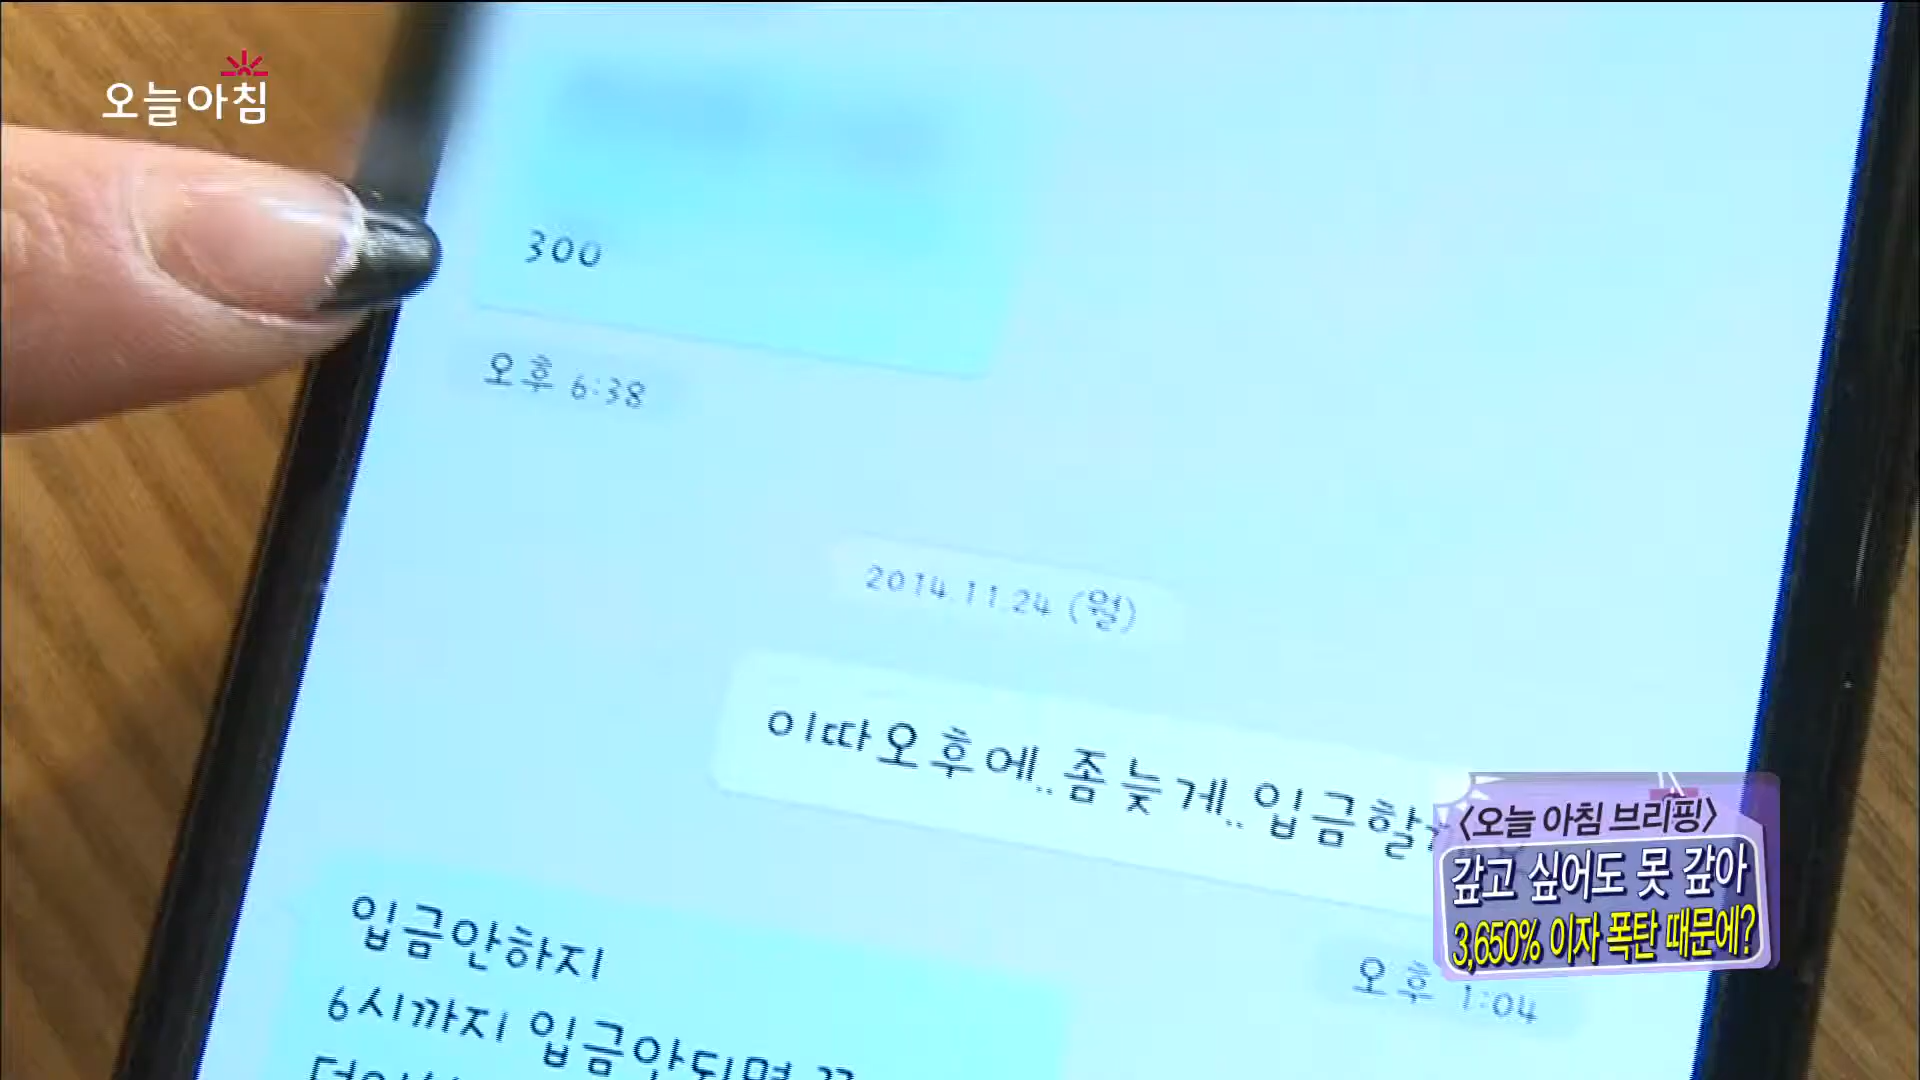 오늘아침
300
오후 6:38
2014.11.24 (월)
이따오후에..좀늦게..입금할
오후 1:04
입금안하지
6시까지 입금안되면
<오늘 아침 브리핑>
갚고 싶어도 못 갚아
3,650% 이자 폭탄 때문에?